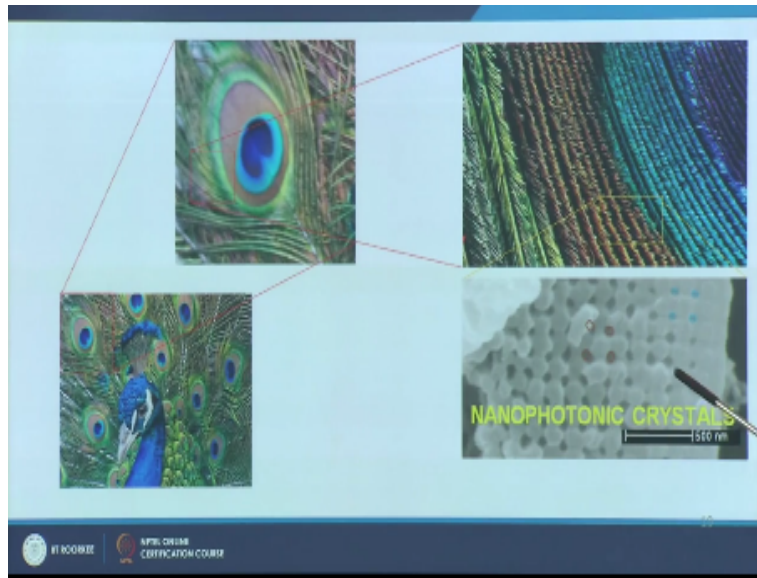 NANOPHOTONIC CRYSTALS
500 nm
IIT ROORKEE
NPTEL ONLINE
CERTIFICATION COURSE